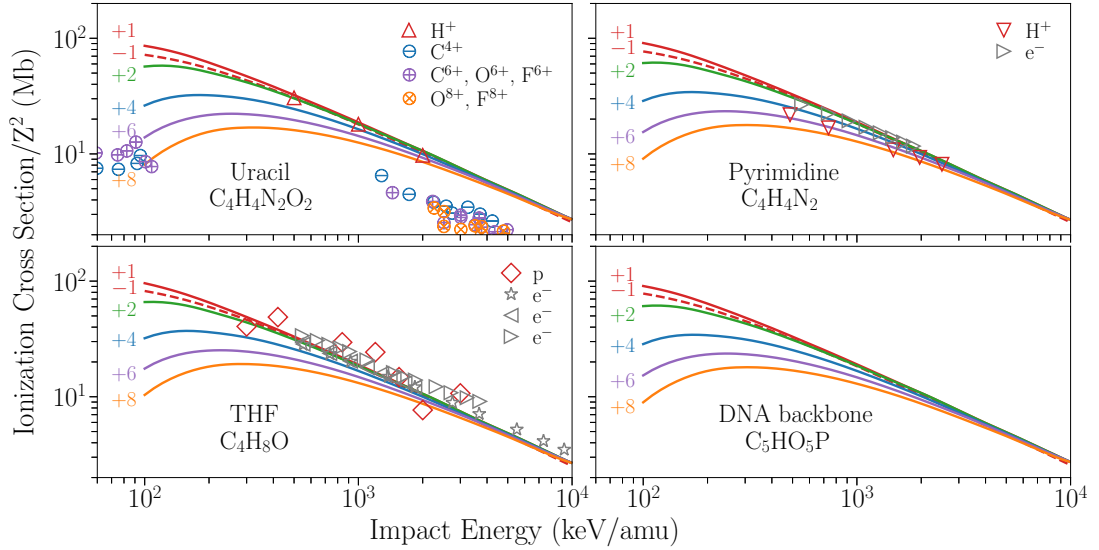 Ionization Cross Section/Z² (Mb)
10²
10¹
+1
−1
+2
+4
+6
+8
H⁺
C⁴⁺
C⁶⁺, O⁶⁺, F⁶⁺
O⁸⁺, F⁸⁺
Uracil
C₄H₄N₂O₂
+1
−1
+2
+4
+6
+8
H⁺
e⁻
Pyrimidine
C₄H₄N₂
10²
10¹
+1
−1
+2
+4
+6
+8
p
e⁻
e⁻
e⁻
THF
C₄H₈O
10² 10³ 10⁴
+1
−1
+2
+4
+6
+8
DNA backbone
C₅HO₅P
10² 10³ 10⁴
Impact Energy (keV/amu)